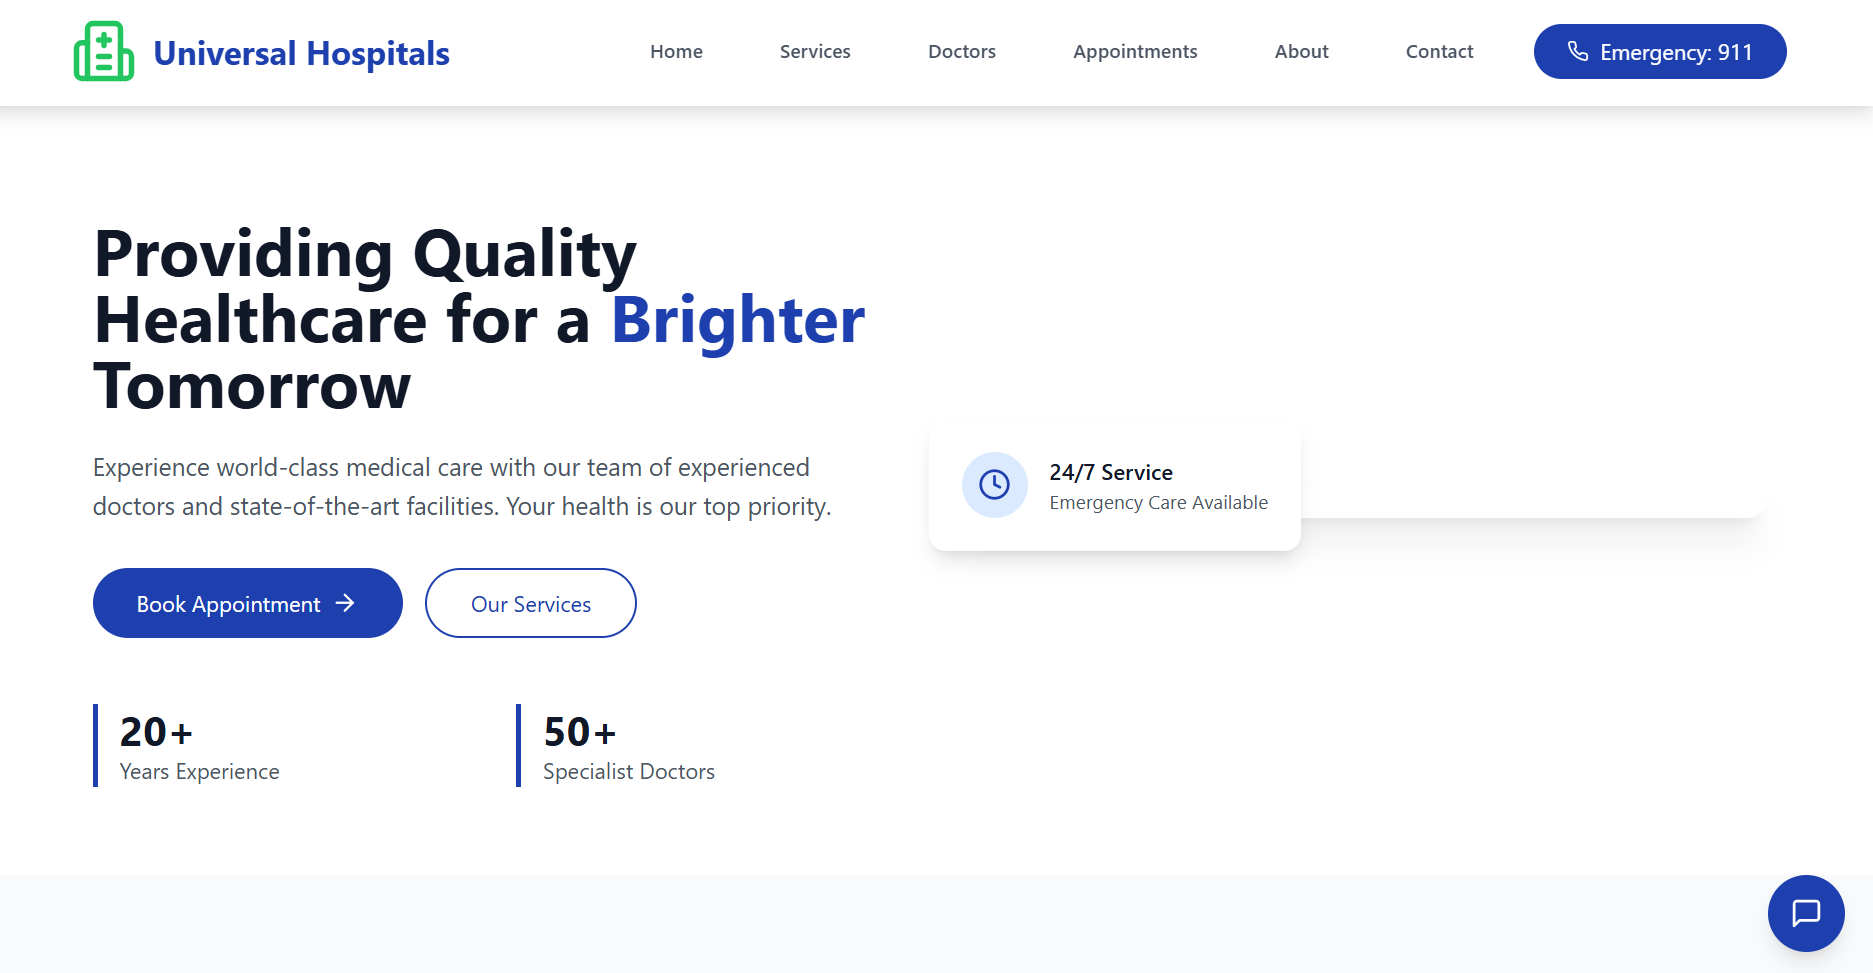 Universal Hospitals
Home
Services
Doctors
Appointments
About
Contact
Emergency: 911
Providing Quality
Healthcare for a Brighter
Tomorrow
Experience world-class medical care with our team of experienced
doctors and state-of-the-art facilities. Your health is our top priority.
Book Appointment
Our Services
20+
Years Experience
50+
Specialist Doctors
24/7 Service
Emergency Care Available